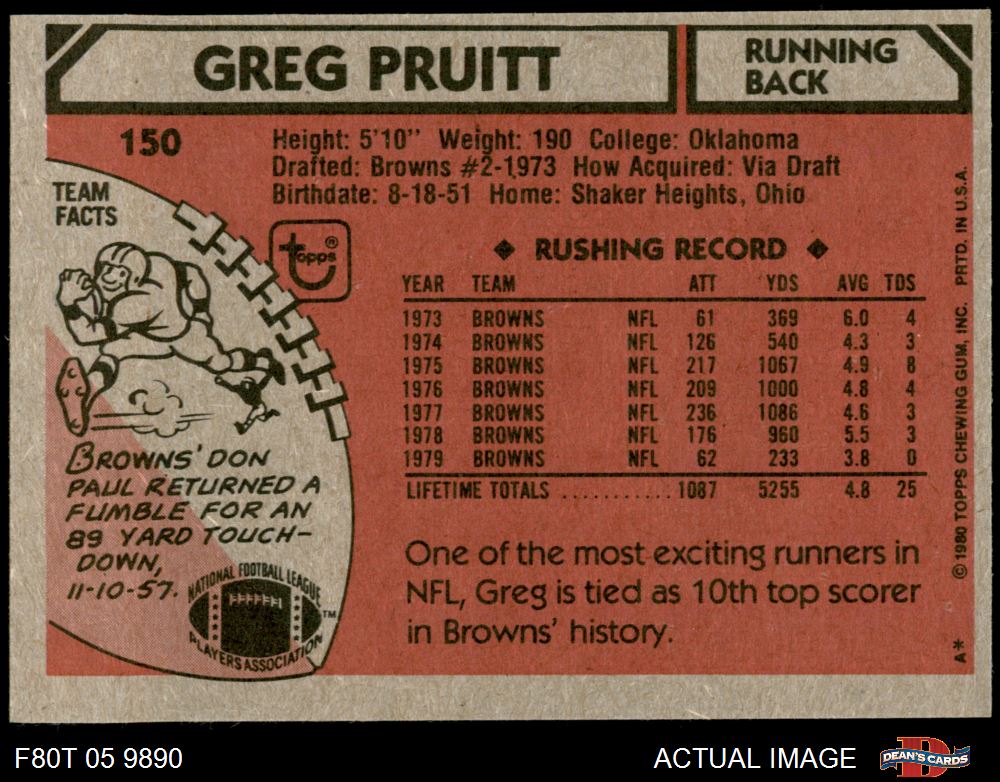 GREG PRUITT
RUNNING
BACK
150
Height: 5'10" Weight: 190 College: Oklahoma
Drafted: Browns #2-1973 How Acquired: Via Draft
Birthdate: 8-18-51 Home: Shaker Heights, Ohio
TEAM
FACTS
topps®
◆ RUSHING RECORD ◆
YEAR TEAM ATT YDS AVG TDS
1973 BROWNS NFL 61 369 6.0 4
1974 BROWNS NFL 126 540 4.3 3
1975 BROWNS NFL 217 1067 4.9 8
1976 BROWNS NFL 209 1000 4.8 4
1977 BROWNS NFL 236 1086 4.6 3
1978 BROWNS NFL 176 960 5.5 3
1979 BROWNS NFL 62 233 3.8 0
LIFETIME TOTALS ........... 1087 5255 4.8 25
BROWNS' DON
PAUL RETURNED A
FUMBLE FOR AN
89 YARD TOUCH-
DOWN,
11-10-57.
NATIONAL FOOTBALL LEAGUE
PLAYERS ASSOCIATION
™
One of the most exciting runners in
NFL, Greg is tied as 10th top scorer
in Browns' history.
A* © 1980 TOPPS CHEWING GUM, INC. PRTD. IN U.S.A.
F80T 05 9890
ACTUAL IMAGE
D
DEAN'S CARDS